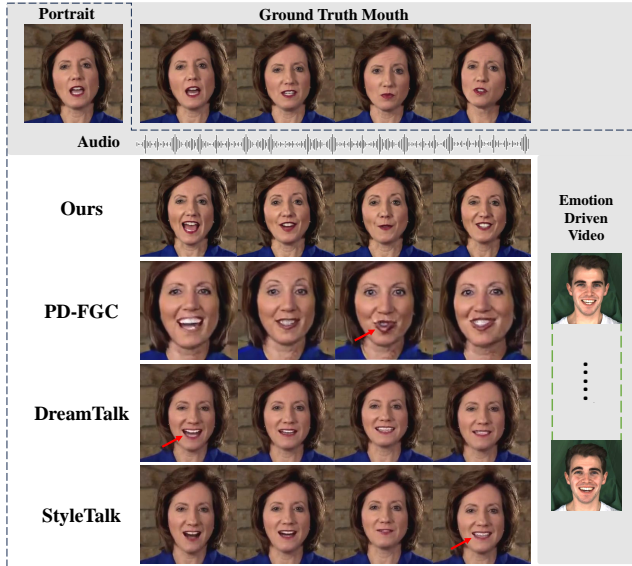 Portrait
Ground Truth Mouth
Audio
Ours
Emotion
Driven
Video
PD-FGC
DreamTalk
StyleTalk